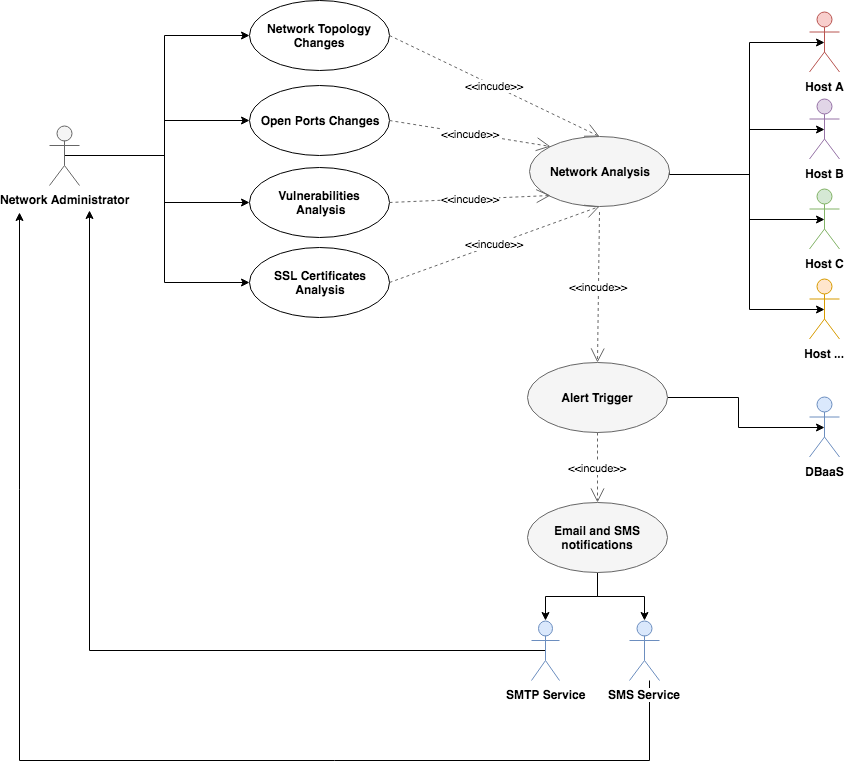 Network Topology
Changes
<<incude>>
Host A
Open Ports Changes
<<incude>>
Network Analysis
Host B
Network Administrator
Vulnerabilities
Analysis
<<incude>>
<<incude>>
Host C
SSL Certificates
Analysis
<<incude>>
Host ...
Alert Trigger
DBaaS
<<incude>>
Email and SMS
notifications
SMTP Service
SMS Service